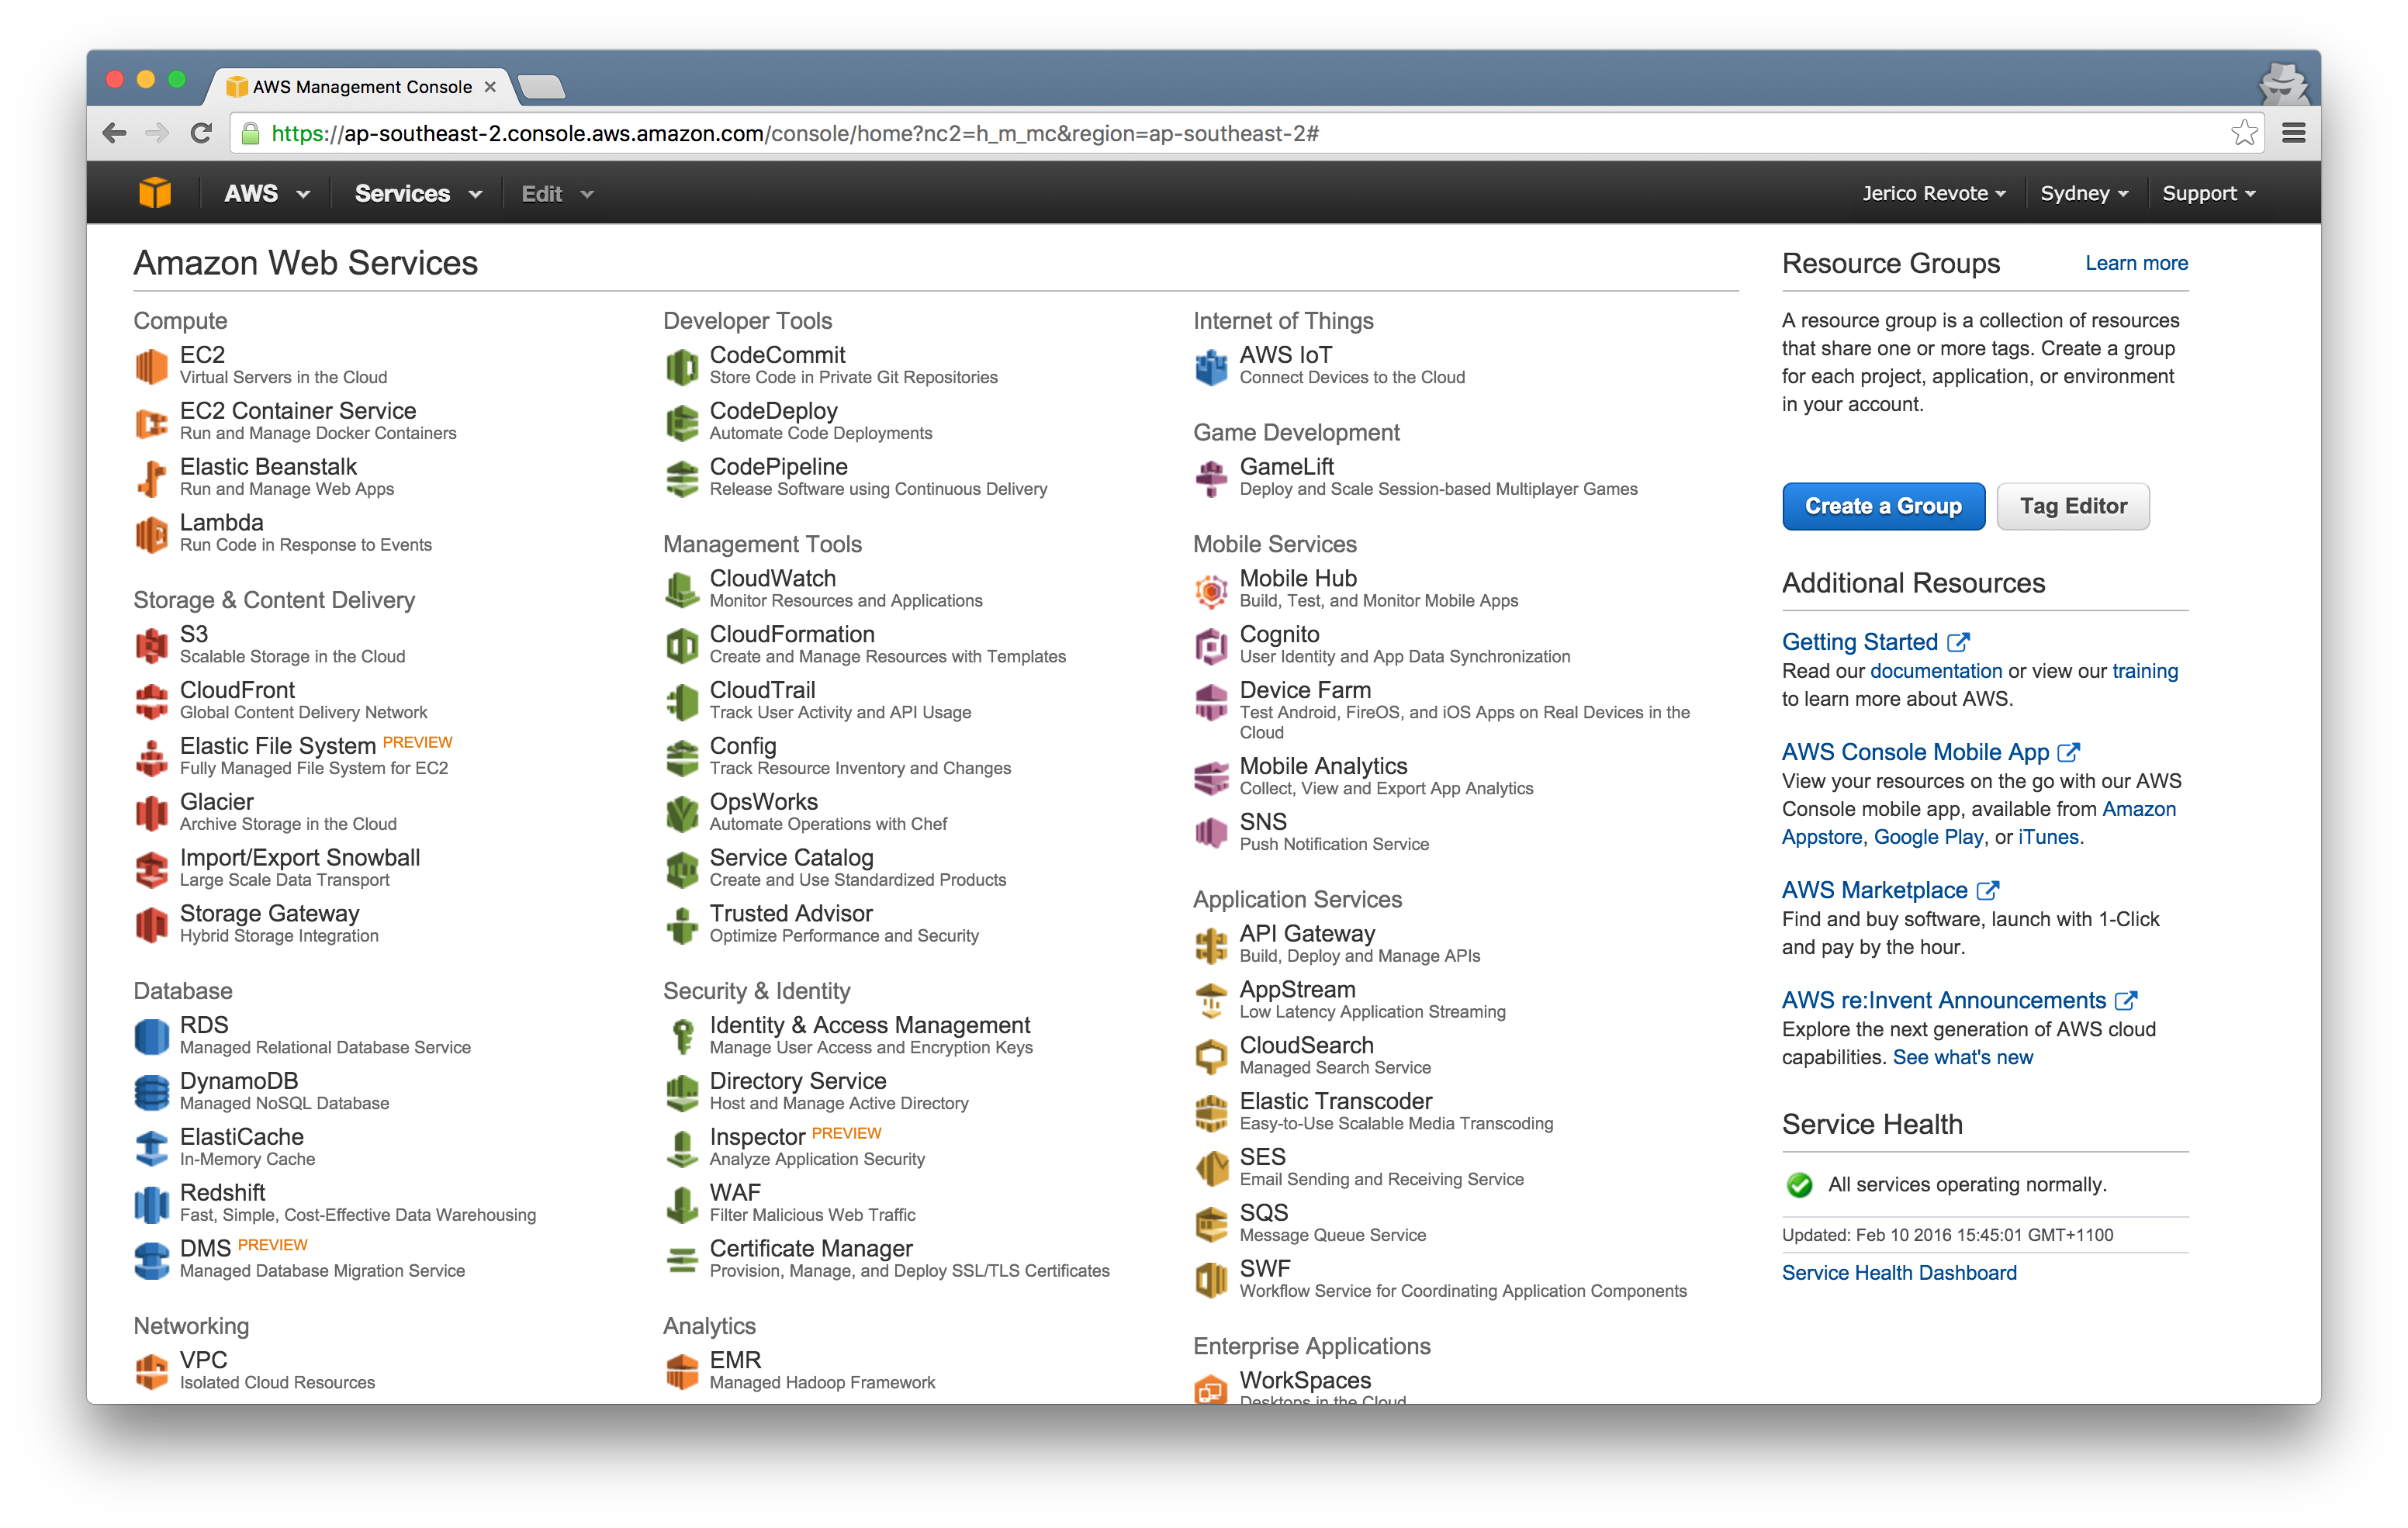 AWS Management Console
https://ap-southeast-2.console.aws.amazon.com/console/home?nc2=h_m_mc&region=ap-southeast-2#
AWS Services Edit Jerico Revote Sydney Support
Amazon Web Services
Compute
EC2
Virtual Servers in the Cloud
EC2 Container Service
Run and Manage Docker Containers
Elastic Beanstalk
Run and Manage Web Apps
Lambda
Run Code in Response to Events
Storage & Content Delivery
S3
Scalable Storage in the Cloud
CloudFront
Global Content Delivery Network
Elastic File System PREVIEW
Fully Managed File System for EC2
Glacier
Archive Storage in the Cloud
Import/Export Snowball
Large Scale Data Transport
Storage Gateway
Hybrid Storage Integration
Database
RDS
Managed Relational Database Service
DynamoDB
Managed NoSQL Database
ElastiCache
In-Memory Cache
Redshift
Fast, Simple, Cost-Effective Data Warehousing
DMS PREVIEW
Managed Database Migration Service
Networking
VPC
Isolated Cloud Resources
Developer Tools
CodeCommit
Store Code in Private Git Repositories
CodeDeploy
Automate Code Deployments
CodePipeline
Release Software using Continuous Delivery
Management Tools
CloudWatch
Monitor Resources and Applications
CloudFormation
Create and Manage Resources with Templates
CloudTrail
Track User Activity and API Usage
Config
Track Resource Inventory and Changes
OpsWorks
Automate Operations with Chef
Service Catalog
Create and Use Standardized Products
Trusted Advisor
Optimize Performance and Security
Security & Identity
Identity & Access Management
Manage User Access and Encryption Keys
Directory Service
Host and Manage Active Directory
Inspector PREVIEW
Analyze Application Security
WAF
Filter Malicious Web Traffic
Certificate Manager
Provision, Manage, and Deploy SSL/TLS Certificates
Analytics
EMR
Managed Hadoop Framework
Internet of Things
AWS IoT
Connect Devices to the Cloud
Game Development
GameLift
Deploy and Scale Session-based Multiplayer Games
Mobile Services
Mobile Hub
Build, Test, and Monitor Mobile Apps
Cognito
User Identity and App Data Synchronization
Device Farm
Test Android, FireOS, and iOS Apps on Real Devices in the
Cloud
Mobile Analytics
Collect, View and Export App Analytics
SNS
Push Notification Service
Application Services
API Gateway
Build, Deploy and Manage APIs
AppStream
Low Latency Application Streaming
CloudSearch
Managed Search Service
Elastic Transcoder
Easy-to-Use Scalable Media Transcoding
SES
Email Sending and Receiving Service
SQS
Message Queue Service
SWF
Workflow Service for Coordinating Application Components
Enterprise Applications
WorkSpaces
Desktops in the Cloud
Resource Groups Learn more
A resource group is a collection of resources
that share one or more tags. Create a group
for each project, application, or environment
in your account.
Create a Group Tag Editor
Additional Resources
Getting Started
Read our documentation or view our training
to learn more about AWS.
AWS Console Mobile App
View your resources on the go with our AWS
Console mobile app, available from Amazon
Appstore, Google Play, or iTunes.
AWS Marketplace
Find and buy software, launch with 1-Click
and pay by the hour.
AWS re:Invent Announcements
Explore the next generation of AWS cloud
capabilities. See what's new
Service Health
All services operating normally.
Updated: Feb 10 2016 15:45:01 GMT+1100
Service Health Dashboard